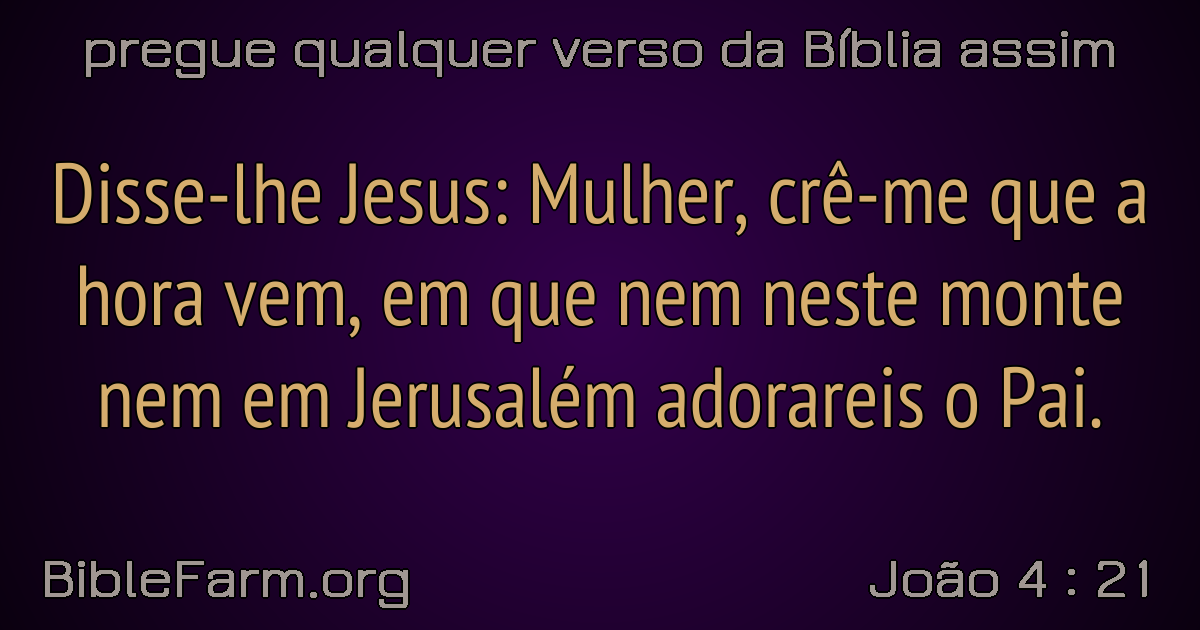 pregue qualquer verso da Bíblia assim
Disse-lhe Jesus: Mulher, crê-me que a
hora vem, em que nem neste monte
nem em Jerusalém adorareis o Pai.
BibleFarm.org
João 4 : 21